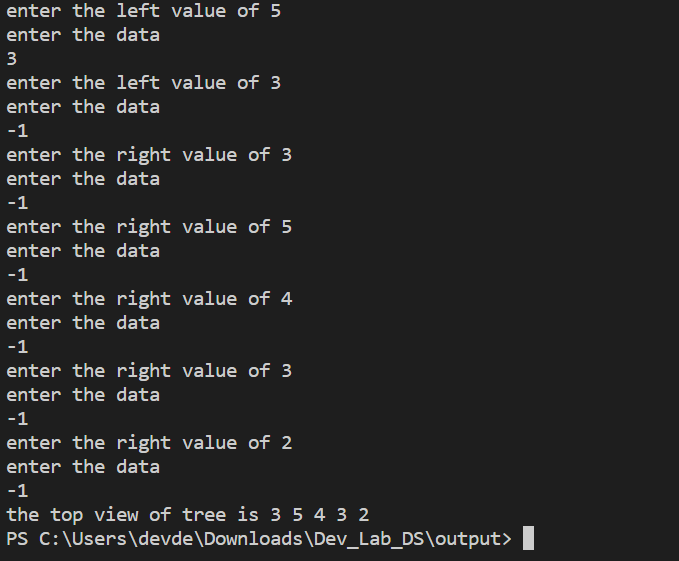 enter the left value of 5
enter the data
3
enter the left value of 3
enter the data
-1
enter the right value of 3
enter the data
-1
enter the right value of 5
enter the data
-1
enter the right value of 4
enter the data
-1
enter the right value of 3
enter the data
-1
enter the right value of 2
enter the data
-1
the top view of tree is 3 5 4 3 2
PS C:\Users\devde\Downloads\Dev_Lab_DS\output>